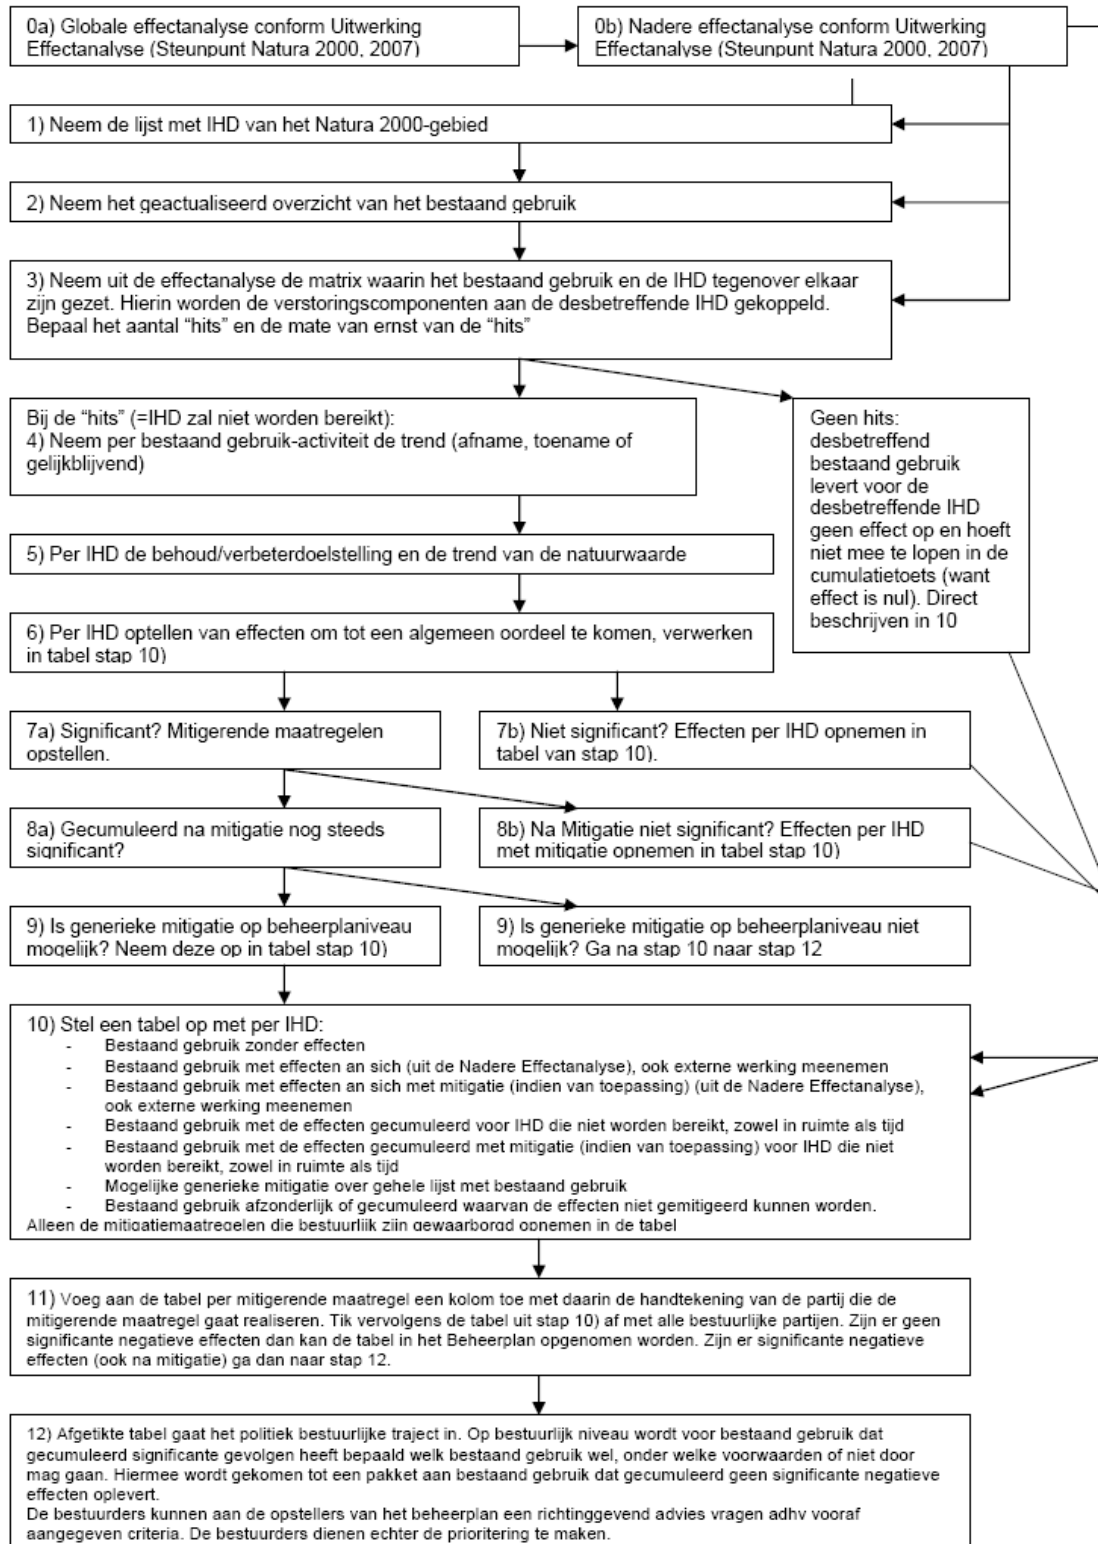 0a) Globale effectanalyse conform Uitwerking
Effectanalyse (Steunpunt Natura 2000, 2007)
0b) Nadere effectanalyse conform Uitwerking
Effectanalyse (Steunpunt Natura 2000, 2007)
1) Neem de lijst met IHD van het Natura 2000-gebied
2) Neem het geactualiseerd overzicht van het bestaand gebruik
3) Neem uit de effectanalyse de matrix waarin het bestaand gebruik en de IHD tegenover elkaar
zijn gezet. Hierin worden de verstoringscomponenten aan de desbetreffende IHD gekoppeld.
Bepaal het aantal “hits” en de mate van ernst van de “hits”
Bij de “hits” (=IHD zal niet worden bereikt):
4) Neem per bestaand gebruik-activiteit de trend (afname, toename of
gelijkblijvend)
Geen hits:
desbetreffend
bestaand gebruik
levert voor de
desbetreffende IHD
geen effect op en hoeft
niet mee te lopen in de
cumulatietoets (want
effect is nul). Direct
beschrijven in 10
5) Per IHD de behoud/verbeterdoelstelling en de trend van de natuurwaarde
6) Per IHD optellen van effecten om tot een algemeen oordeel te komen, verwerken
in tabel stap 10)
7a) Significant? Mitigerende maatregelen
opstellen.
7b) Niet significant? Effecten per IHD opnemen in
tabel van stap 10).
8a) Gecumuleerd na mitigatie nog steeds
significant?
8b) Na Mitigatie niet significant? Effecten per IHD
met mitigatie opnemen in tabel stap 10)
9) Is generieke mitigatie op beheerplaniveau
mogelijk? Neem deze op in tabel stap 10)
9) Is generieke mitigatie op beheerplaniveau niet
mogelijk? Ga na stap 10 naar stap 12
10) Stel een tabel op met per IHD:
- Bestaand gebruik zonder effecten
- Bestaand gebruik met effecten an sich (uit de Nadere Effectanalyse), ook externe werking meenemen
- Bestaand gebruik met effecten an sich met mitigatie (indien van toepassing) (uit de Nadere Effectanalyse),
ook externe werking meenemen
- Bestaand gebruik met de effecten gecumuleerd voor IHD die niet worden bereikt, zowel in ruimte als tijd
- Bestaand gebruik met de effecten gecumuleerd met mitigatie (indien van toepassing) voor IHD die niet
worden bereikt, zowel in ruimte als tijd
- Mogelijke generieke mitigatie over gehele lijst met bestaand gebruik
- Bestaand gebruik afzonderlijk of gecumuleerd waarvan de effecten niet gemitigeerd kunnen worden.
Alleen de mitigatiemaatregelen die bestuurlijk zijn gewaarborgd opnemen in de tabel
11) Voeg aan de tabel per mitigerende maatregel een kolom toe met daarin de handtekening van de partij die de
mitigerende maatregel gaat realiseren. Tik vervolgens de tabel uit stap 10) af met alle bestuurlijke partijen. Zijn er geen
significante negatieve effecten dan kan de tabel in het Beheerplan opgenomen worden. Zijn er significante negatieve
effecten (ook na mitigatie) ga dan naar stap 12.
12) Afgetikte tabel gaat het politiek bestuurlijke traject in. Op bestuurlijk niveau wordt voor bestaand gebruik dat
gecumuleerd significante gevolgen heeft bepaald welk bestaand gebruik wel, onder welke voorwaarden of niet door
mag gaan. Hiermee wordt gekomen tot een pakket aan bestaand gebruik dat gecumuleerd geen significante negatieve
effecten oplevert.
De bestuurders kunnen aan de opstellers van het beheerplan een richtinggevend advies vragen adhv vooraf
aangegeven criteria. De bestuurders dienen echter de prioritering te maken.